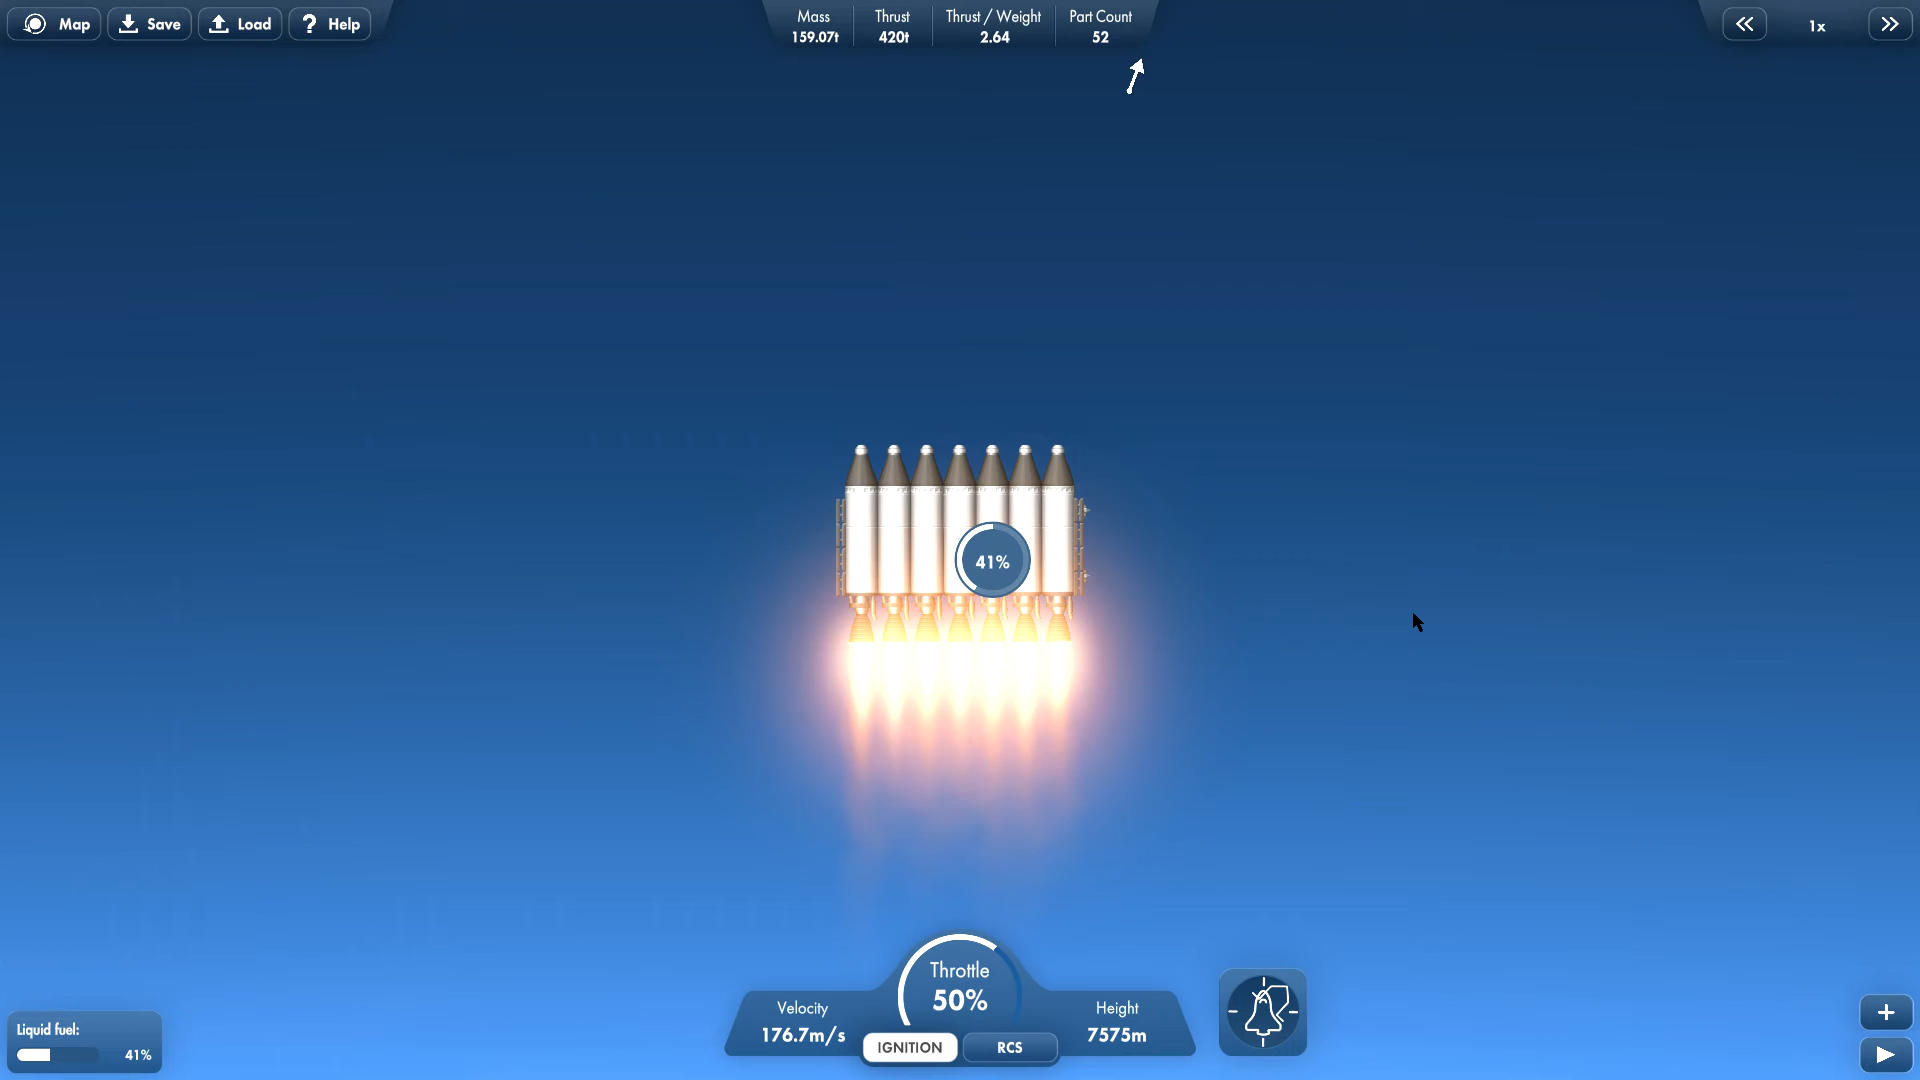 Map
Save
Load
? Help
Mass
159.07t
Thrust
420t
Thrust / Weight
2.64
Part Count
52
1x
41%
Throttle
50%
Velocity
176.7m/s
Height
7575m
IGNITION
RCS
Liquid fuel:
41%